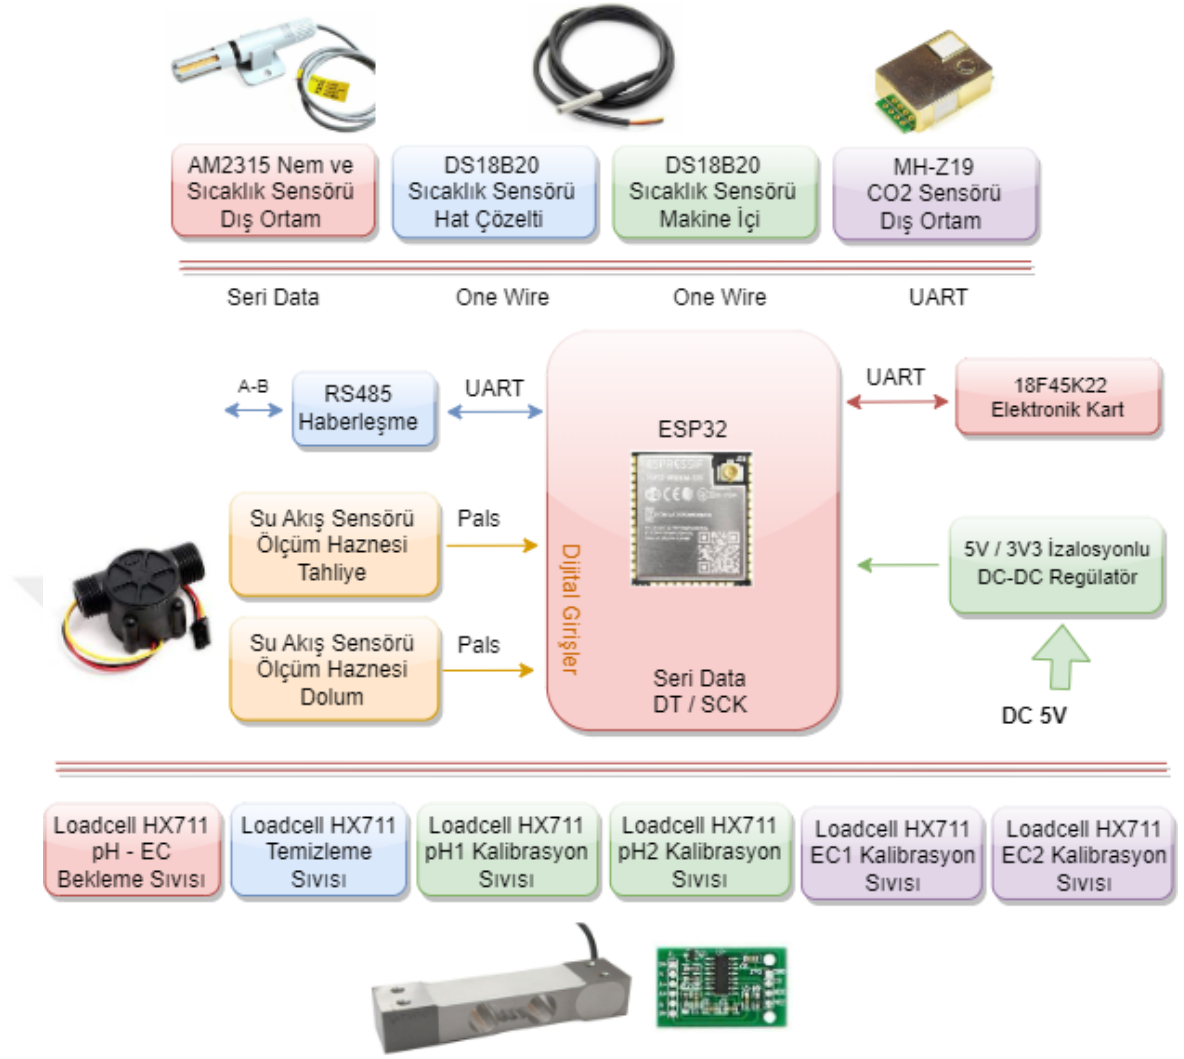 AM2315 Nem ve
Sıcaklık Sensörü
Dış Ortam
DS18B20
Sıcaklık Sensörü
Hat Çözelti
DS18B20
Sıcaklık Sensörü
Makine İçi
MH-Z19
CO2 Sensörü
Dış Ortam
Seri Data
One Wire
One Wire
UART
A-B
RS485
Haberleşme
UART
ESP32
UART
18F45K22
Elektronik Kart
Su Akış Sensörü
Ölçüm Haznesi
Tahliye
Pals
Dijital Girişler
5V / 3V3 İzalosyonlu
DC-DC Regülatör
Su Akış Sensörü
Ölçüm Haznesi
Dolum
Pals
Seri Data
DT / SCK
DC 5V
Loadcell HX711
pH - EC
Bekleme Sıvısı
Loadcell HX711
Temizleme
Sıvısı
Loadcell HX711
pH1 Kalibrasyon
Sıvısı
Loadcell HX711
pH2 Kalibrasyon
Sıvısı
Loadcell HX711
EC1 Kalibrasyon
Sıvısı
Loadcell HX711
EC2 Kalibrasyon
Sıvısı